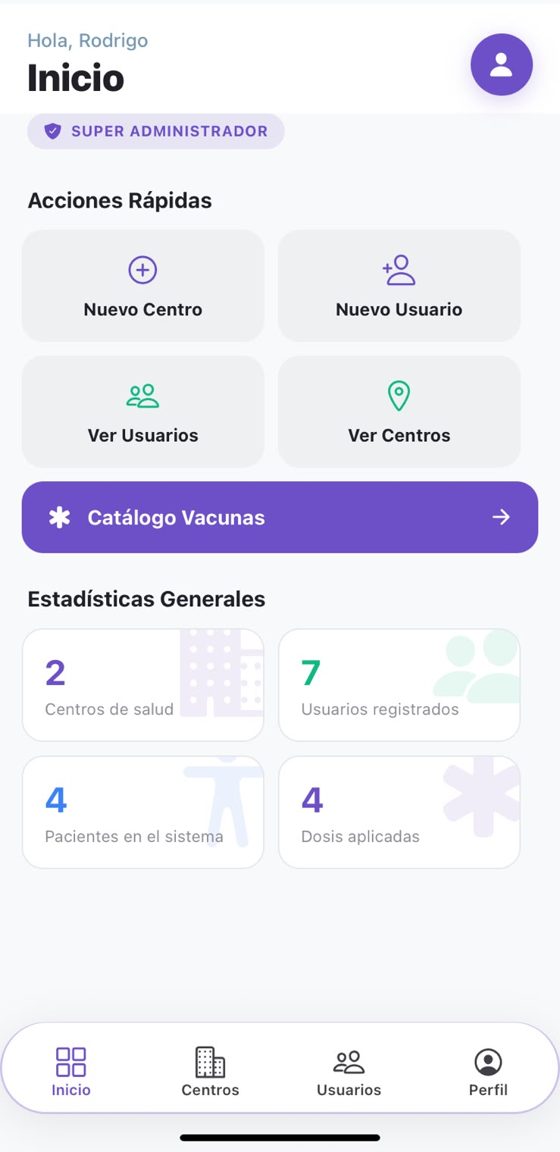 Hola, Rodrigo
Inicio
SUPER ADMINISTRADOR
Acciones Rápidas
Nuevo Centro
Nuevo Usuario
Ver Usuarios
Ver Centros
Catálogo Vacunas
Estadísticas Generales
2
Centros de salud
7
Usuarios registrados
4
Pacientes en el sistema
4
Dosis aplicadas
Inicio
Centros
Usuarios
Perfil